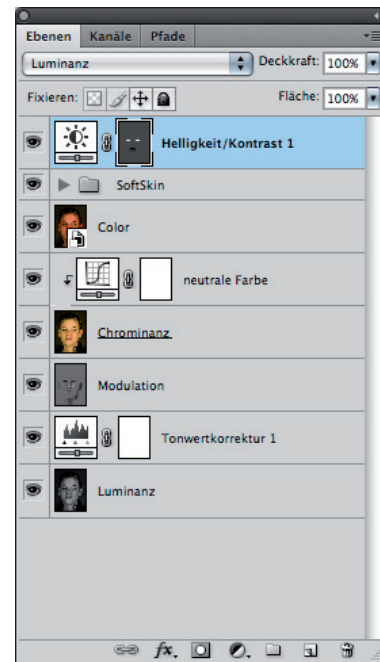 Ebenen Kanäle Pfade
Luminanz Deckkraft: 100%
Fixieren: Fläche: 100%
Helligkeit/Kontrast 1
SoftSkin
Color
neutrale Farbe
Chrominanz
Modulation
Tonwertkorrektur 1
Luminanz
fx.